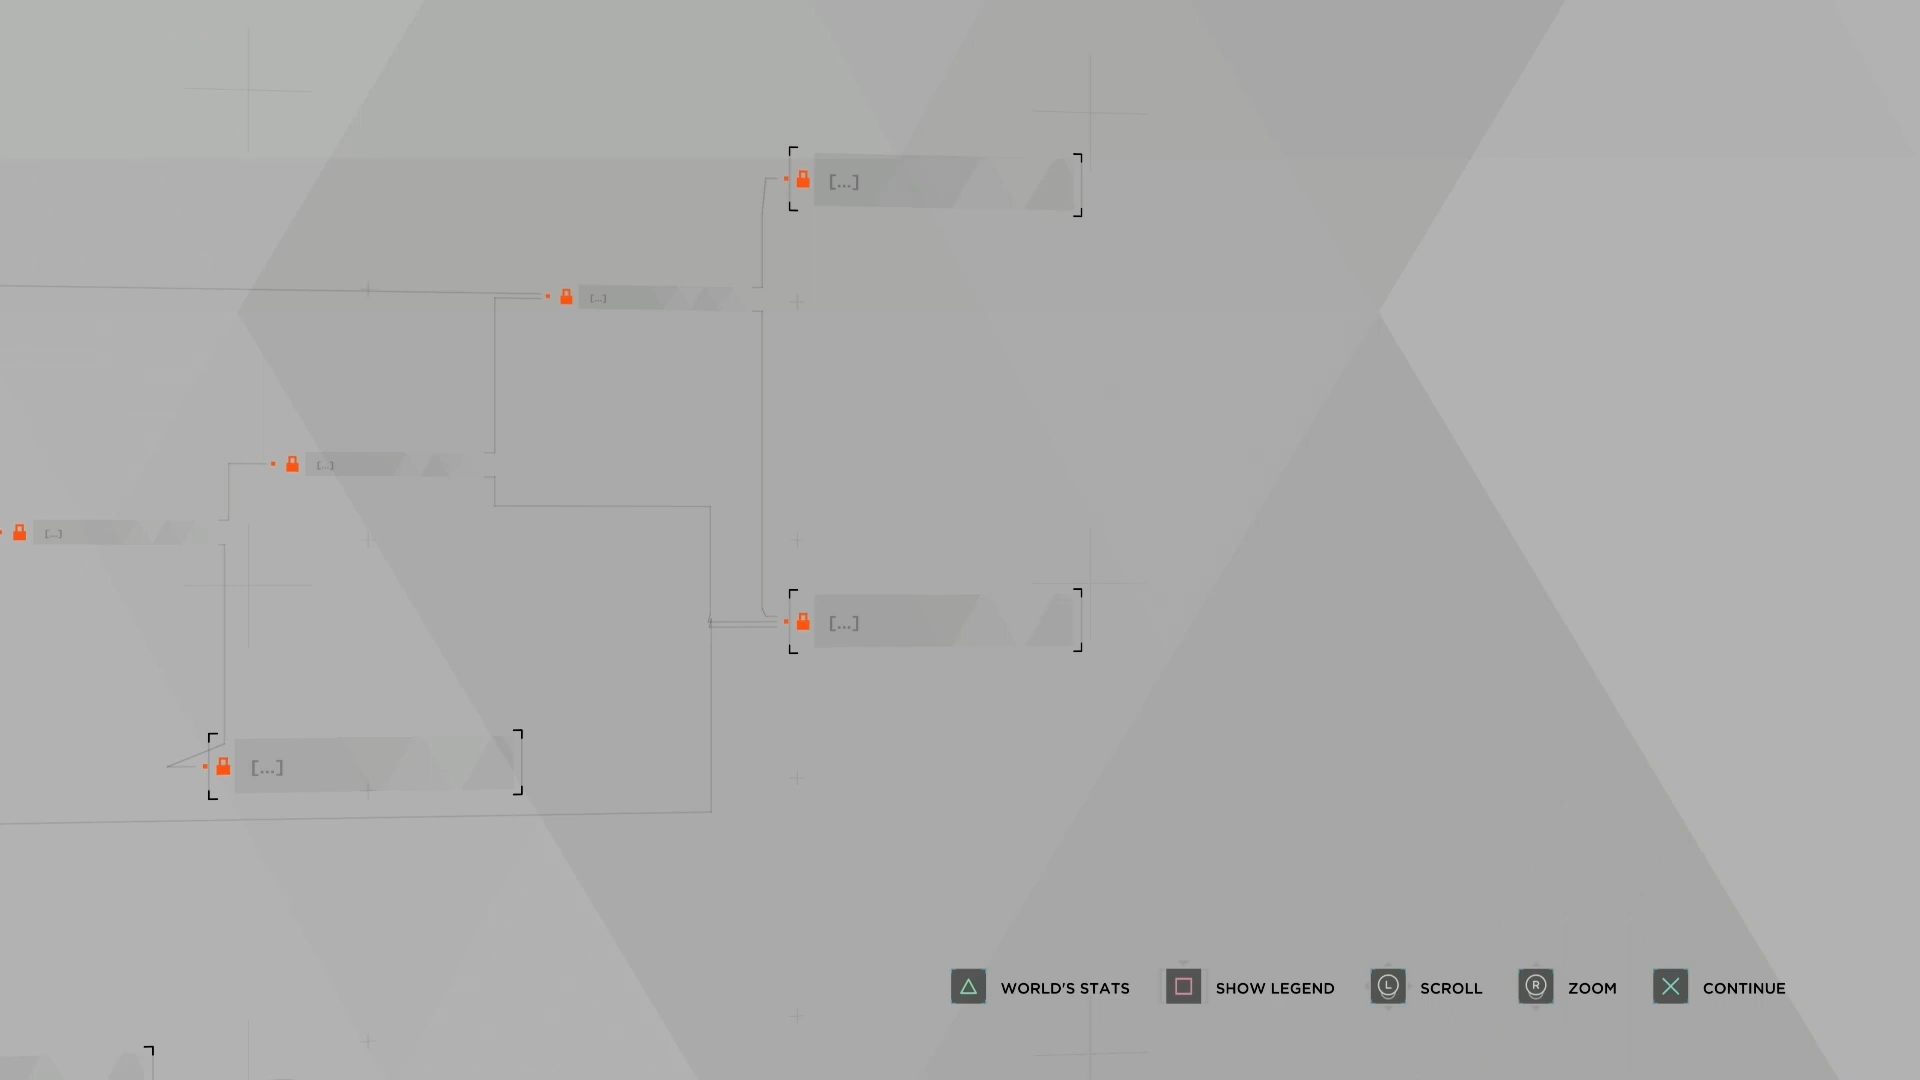 [...]
[...]
[...]
[...]
[...]
[...]
WORLD'S STATS
SHOW LEGEND
L
SCROLL
R
ZOOM
CONTINUE